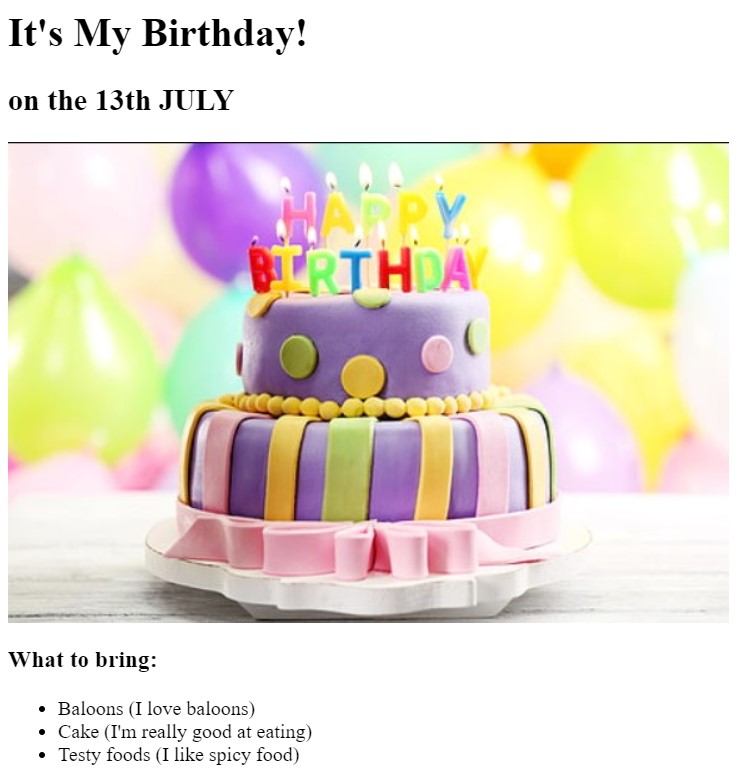 It's My Birthday!
on the 13th JULY
HAPPY
BIRTHDAY
What to bring:
Baloons (I love baloons)
Cake (I'm really good at eating)
Testy foods (I like spicy food)